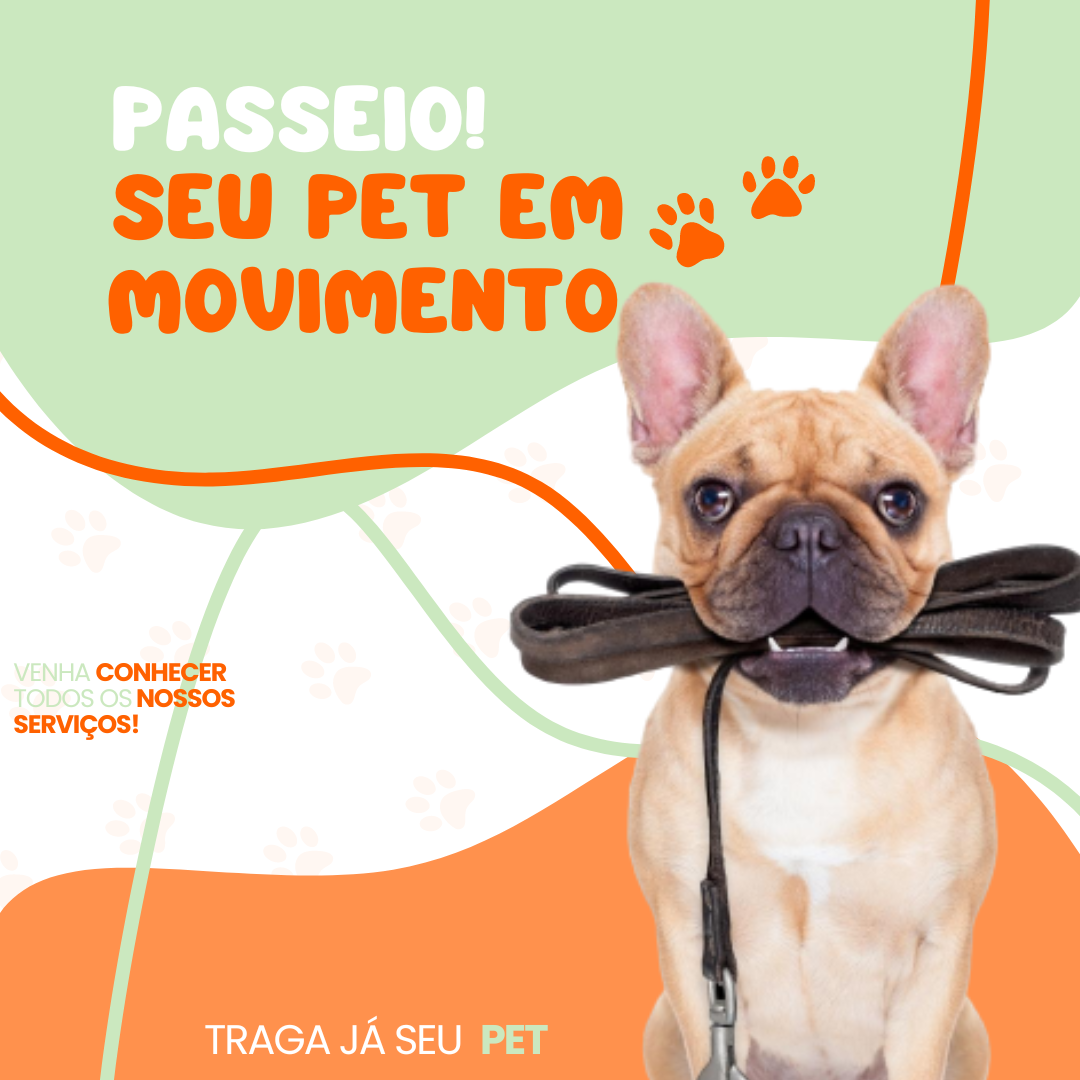 PASSEIO!
SEU PET EM
MOVIMENTO
VENHA CONHECER
TODOS OS NOSSOS
SERVIÇOS!
TRAGA JÁ SEU PET